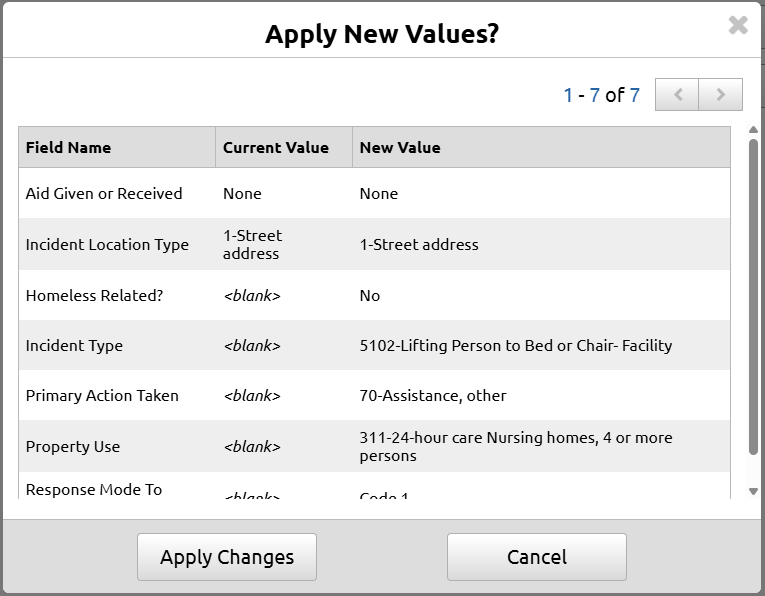 Apply New Values?
1 - 7 of 7
Field Name Current Value New Value
Aid Given or Received None None
Incident Location Type 1-Street address 1-Street address
Homeless Related? <blank> No
Incident Type <blank> 5102-Lifting Person to Bed or Chair- Facility
Primary Action Taken <blank> 70-Assistance, other
Property Use <blank> 311-24-hour care Nursing homes, 4 or more
persons
Response Mode To <blank> Code 1
Apply Changes Cancel